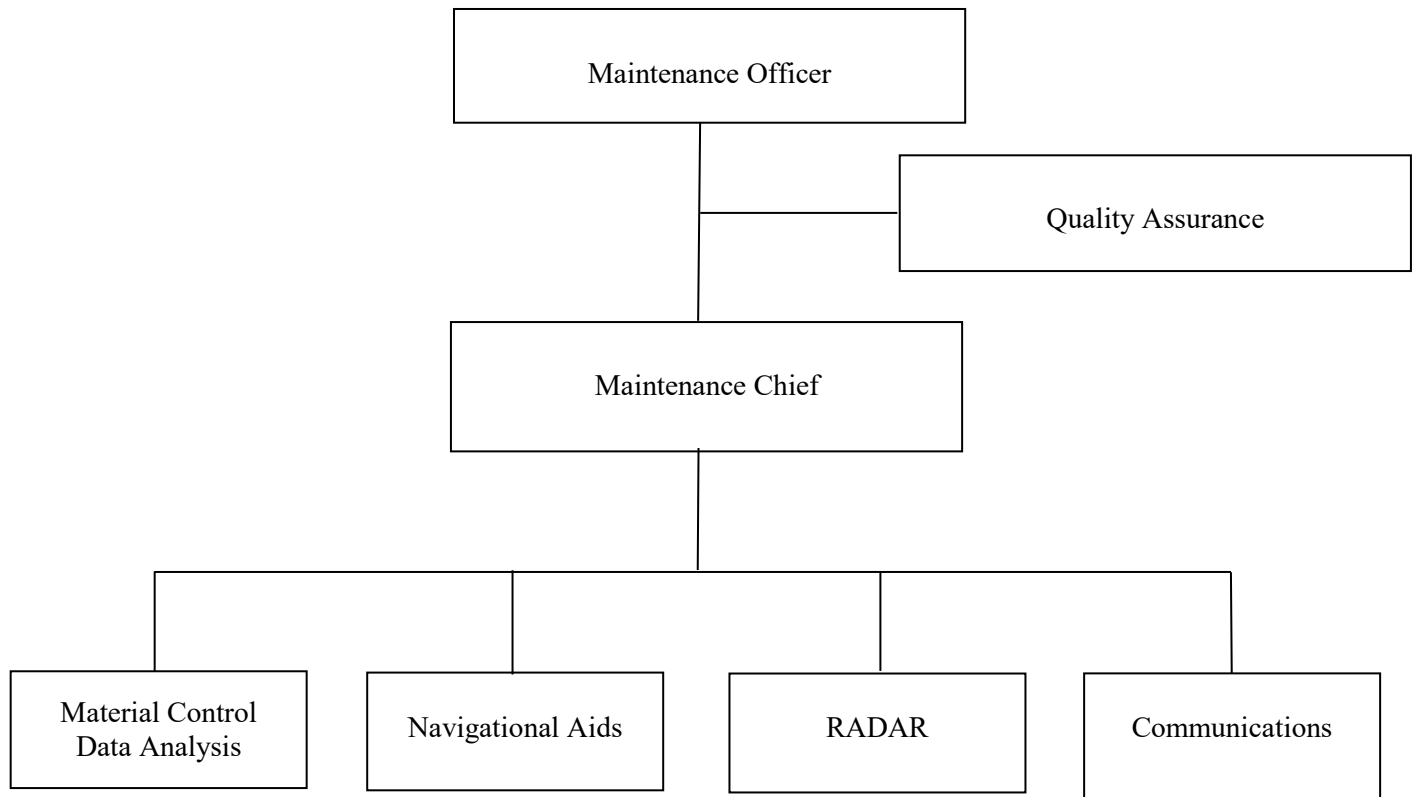 Maintenance Officer
Quality Assurance
Maintenance Chief
Material Control
Data Analysis
Navigational Aids
RADAR
Communications